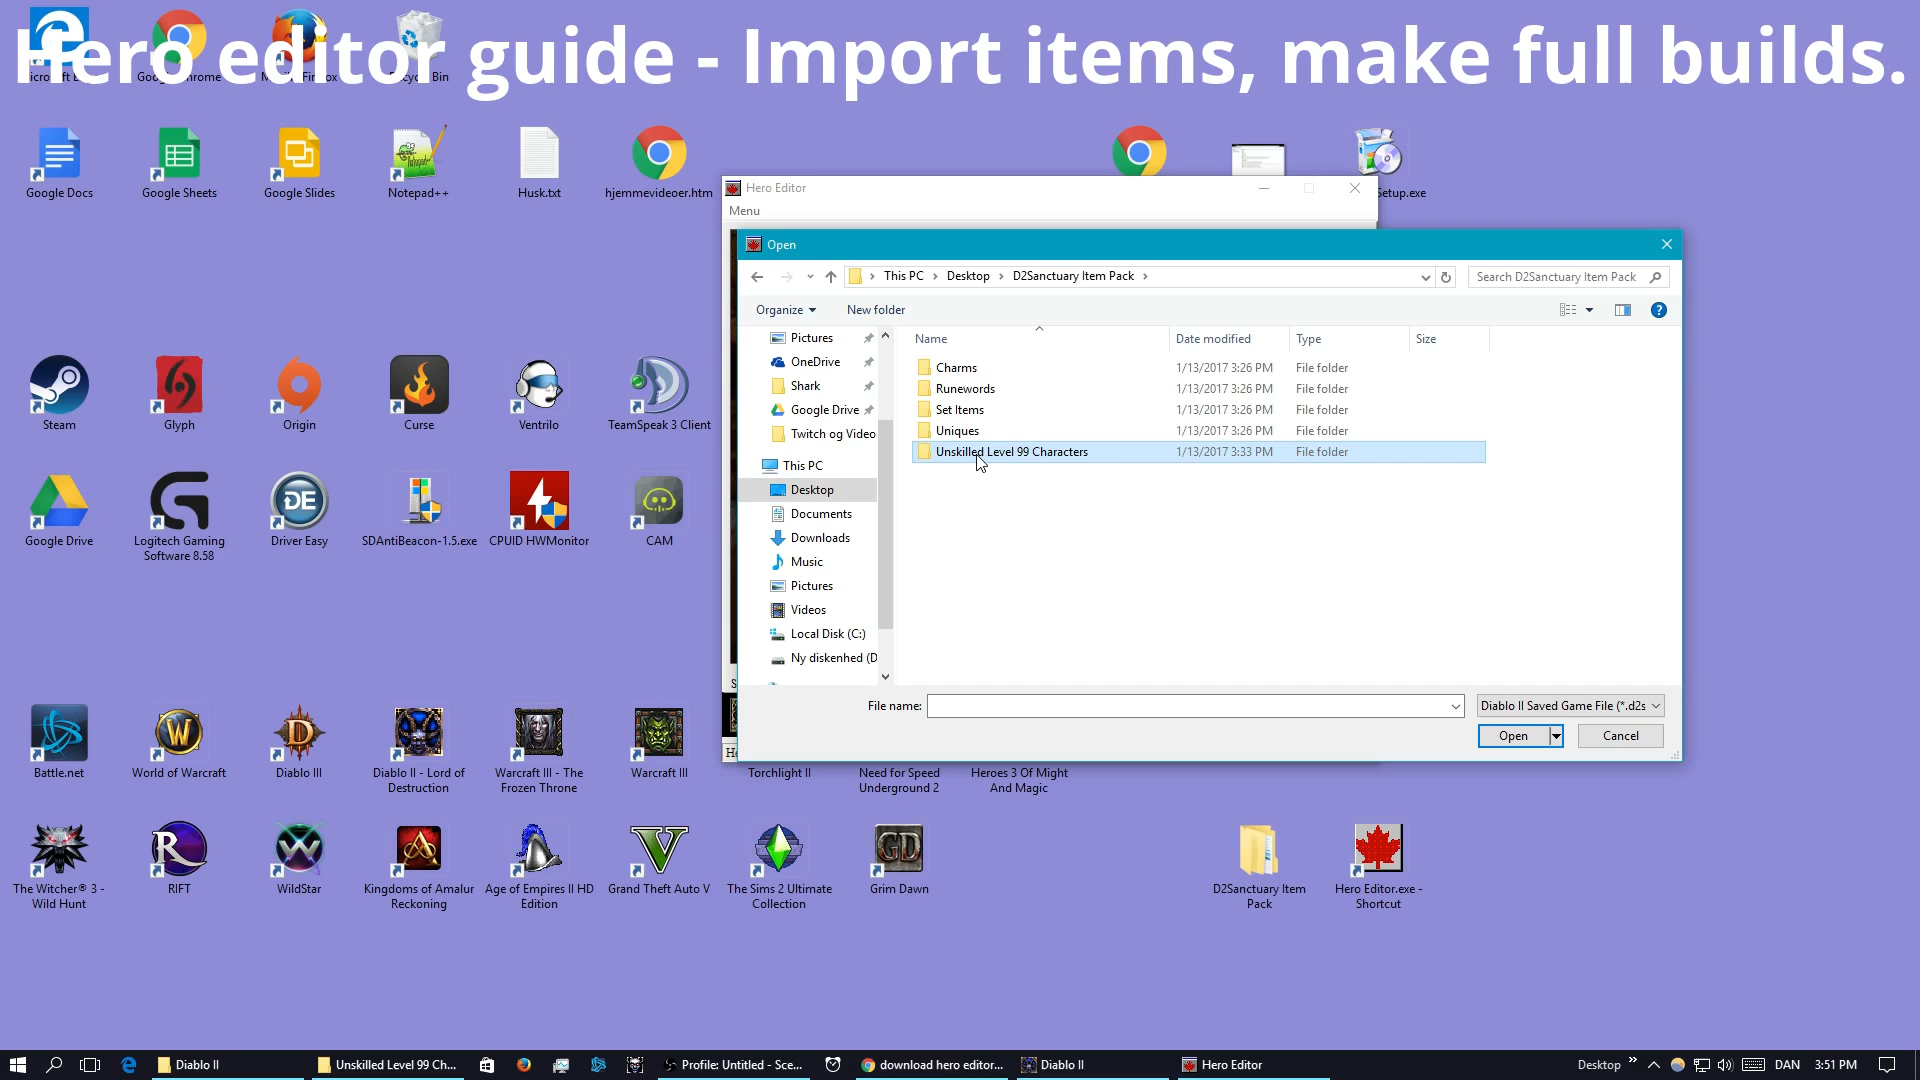 Hero editor guide - Import items, make full builds.
Google Docs
Google Sheets
Google Slides
Notepad++
Husk.txt
hjemmevideoer.htm
Setup.exe
Hero Editor
Menu
Open
This PC
Desktop
D2Sanctuary Item Pack
Search D2Sanctuary Item Pack
Organize
New folder
Name
Date modified
Type
Size
Pictures
OneDrive
Shark
Google Drive
Twitch og Video
This PC
Desktop
Documents
Downloads
Music
Pictures
Videos
Local Disk (C:)
Ny diskenhed (D
Charms 1/13/2017 3:26 PM File folder
Runewords 1/13/2017 3:26 PM File folder
Set Items 1/13/2017 3:26 PM File folder
Uniques 1/13/2017 3:26 PM File folder
Unskilled Level 99 Characters 1/13/2017 3:33 PM File folder
File name:
Diablo II Saved Game File (*.d2s
Open
Cancel
Steam
Glyph
Origin
Curse
Ventrilo
TeamSpeak 3 Client
Google Drive
Logitech Gaming
Software 8.58
Driver Easy
SDAntiBeacon-1.5.exe
CPUID HWMonitor
CAM
Battle.net
World of Warcraft
Diablo III
Diablo II - Lord of
Destruction
Warcraft III - The
Frozen Throne
Warcraft III
Torchlight II
Need for Speed
Underground 2
Heroes 3 Of Might
And Magic
The Witcher® 3 -
Wild Hunt
RIFT
WildStar
Kingdoms of Amalur
Reckoning
Age of Empires II HD
Edition
Grand Theft Auto V
The Sims 2 Ultimate
Collection
Grim Dawn
D2Sanctuary Item
Pack
Hero Editor.exe -
Shortcut
Diablo II
Unskilled Level 99 Cha...
Profile: Untitled - Sce...
download hero editor...
Diablo II
Hero Editor
Desktop
DAN
3:51 PM